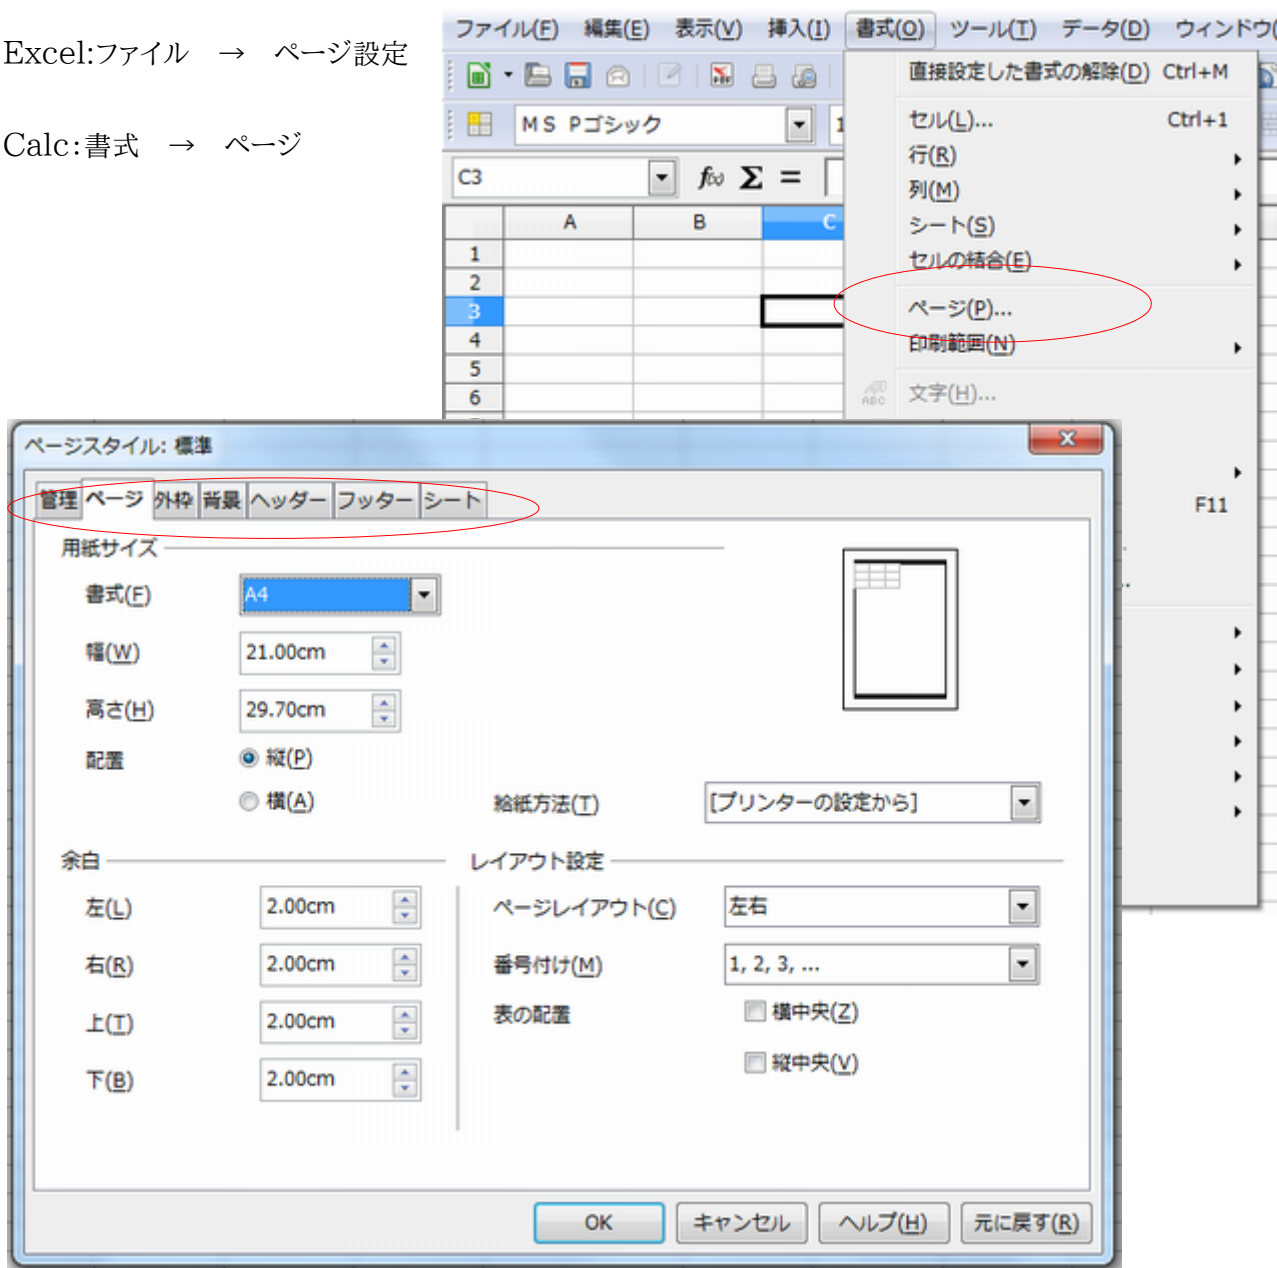 Excel:ファイル　→　ページ設定
Calc:書式　→　ページ
ファイル(F) 編集(E) 表示(V) 挿入(I) 書式(O) ツール(T) データ(D) ウィンドウ(
直接設定した書式の解除(D) Ctrl+M
MS Pゴシック
セル(L)... Ctrl+1
行(R)
C3
列(M)
A B C
シート(S)
1
セルの結合(E)
2
3
ページ(P)...
4
印刷範囲(N)
5
6
文字(H)...
ページスタイル: 標準
管理 ページ 外枠 背景 ヘッダー フッター シート
F11
用紙サイズ
書式(F) A4
幅(W) 21.00cm
高さ(H) 29.70cm
配置 縦(P)
横(A)
給紙方法(T) [プリンターの設定から]
余白
レイアウト設定
左(L) 2.00cm
ページレイアウト(C) 左右
右(R) 2.00cm
番号付け(M) 1, 2, 3, ...
上(T) 2.00cm
表の配置 横中央(Z)
縦中央(V)
下(B) 2.00cm
OK キャンセル ヘルプ(H) 元に戻す(R)